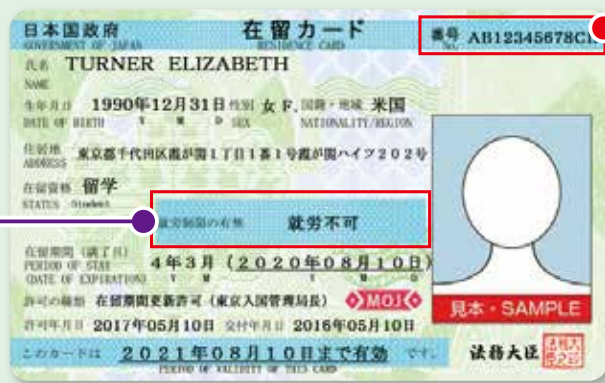 日本国政府 在留カード 番号 AB12345678C
GOVERNMENT OF JAPAN RESIDENCE CARD No.
氏名 TURNER ELIZABETH
NAME
生年月日 1990年12月31日 性別 女 F. 国籍・地域 米国
DATE OF BIRTH Y M D SEX NATIONALITY/REGION
住居地 東京都千代田区霞が関1丁目1番1号霞が関ハイツ202号
ADDRESS
在留資格 留学
STATUS Student
就労制限の有無 就労不可
在留期間(満了日) 4年3月(2020年08月10日)
PERIOD OF STAY
(DATE OF EXPIRATION) Y M Y M D
許可の種類 在留期間更新許可(東京入国管理局長) MOJ
見本・SAMPLE
許可年月日 2017年05月10日 交付年月日 2016年05月10日
このカードは 2021年08月10日まで有効 です。 法務大臣
PERIOD OF VALIDITY OF THIS CARD